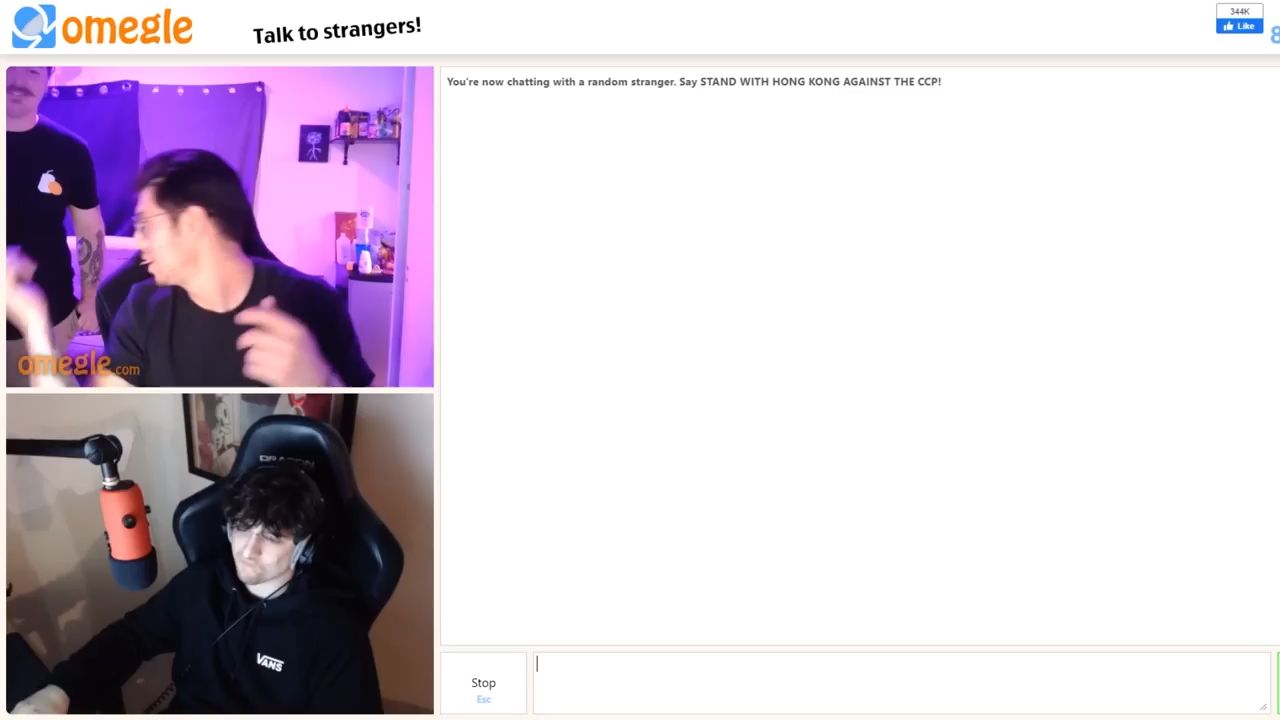 omegle
Talk to strangers!
344K
Like
You're now chatting with a random stranger. Say STAND WITH HONG KONG AGAINST THE CCP!
omegle.com
DRAGON
VANS
Stop
Esc